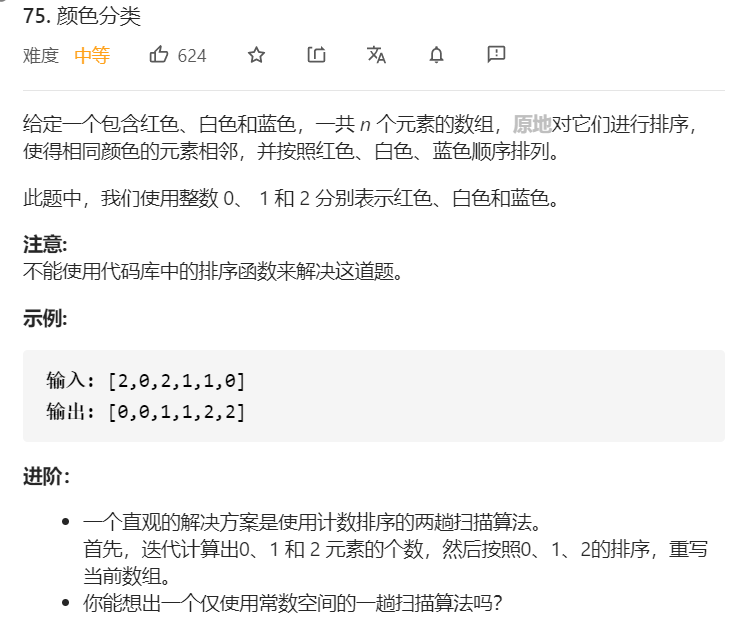 75. 颜色分类
难度 中等 624
给定一个包含红色、白色和蓝色，一共 n 个元素的数组，原地对它们进行排序，
使得相同颜色的元素相邻，并按照红色、白色、蓝色顺序排列。
此题中，我们使用整数 0、 1 和 2 分别表示红色、白色和蓝色。
注意:
不能使用代码库中的排序函数来解决这道题。
示例:
输入: [2,0,2,1,1,0]
输出: [0,0,1,1,2,2]
进阶：
• 一个直观的解决方案是使用计数排序的两趟扫描算法。
首先，迭代计算出0、1 和 2 元素的个数，然后按照0、1、2的排序，重写
当前数组。
• 你能想出一个仅使用常数空间的一趟扫描算法吗？